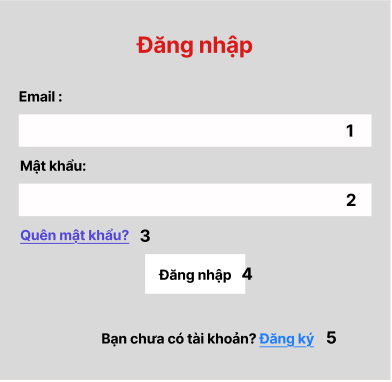 Đăng nhập
Email :
1
Mật khẩu:
2
Quên mật khẩu? 3
Đăng nhập 4
Bạn chưa có tài khoản? Đăng ký 5